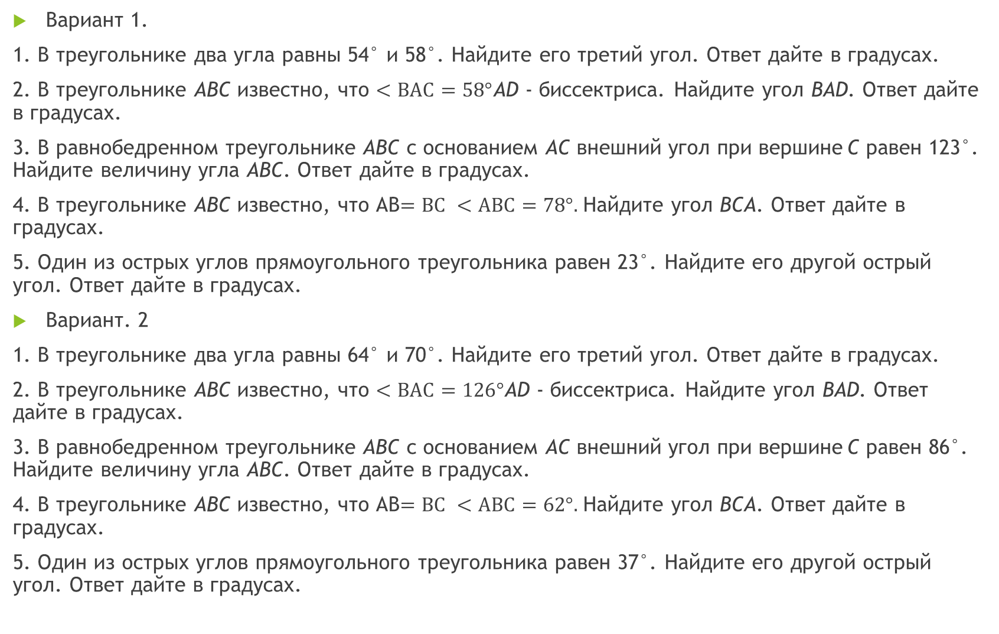 Вариант 1.
1. В треугольнике два угла равны 54° и 58°. Найдите его третий угол. Ответ дайте в градусах.
2. В треугольнике ABC известно, что < BAC = 58°AD - биссектриса. Найдите угол BAD. Ответ дайте
в градусах.
3. В равнобедренном треугольнике ABC с основанием AC внешний угол при вершине C равен 123°.
Найдите величину угла ABC. Ответ дайте в градусах.
4. В треугольнике ABC известно, что AB= BC < ABC = 78°. Найдите угол BCA. Ответ дайте в
градусах.
5. Один из острых углов прямоугольного треугольника равен 23°. Найдите его другой острый
угол. Ответ дайте в градусах.
Вариант. 2
1. В треугольнике два угла равны 64° и 70°. Найдите его третий угол. Ответ дайте в градусах.
2. В треугольнике ABC известно, что < BAC = 126°AD - биссектриса. Найдите угол BAD. Ответ
дайте в градусах.
3. В равнобедренном треугольнике ABC с основанием AC внешний угол при вершине C равен 86°.
Найдите величину угла ABC. Ответ дайте в градусах.
4. В треугольнике ABC известно, что AB= BC < ABC = 62°. Найдите угол BCA. Ответ дайте в
градусах.
5. Один из острых углов прямоугольного треугольника равен 37°. Найдите его другой острый
угол. Ответ дайте в градусах.